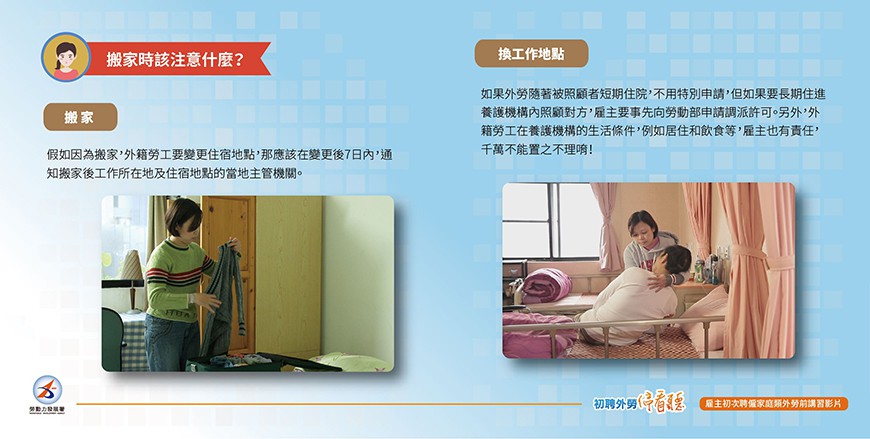 搬家時該注意什麼?
搬家
假如因為搬家,外籍勞工要變更住宿地點,那應該在變更後7日內,通
知搬家後工作所在地及住宿地點的當地主管機關。
換工作地點
如果外勞隨著被照顧者短期住院,不用特別申請,但如果要長期住進
養護機構內照顧對方,雇主要事先向勞動部申請調派許可。另外,外
籍勞工在養護機構的生活條件,例如居住和飲食等,雇主也有責任,
千萬不能置之不理唷!
勞動力發展署
初聘外勞停看聽
雇主初次聘僱家庭類外勞前講習影片